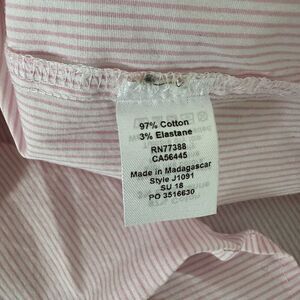 97% Cotton
3% Elastane
RN77388
CA56445
Made in Madagascar
Style J1091
SU 18
PO 3516630